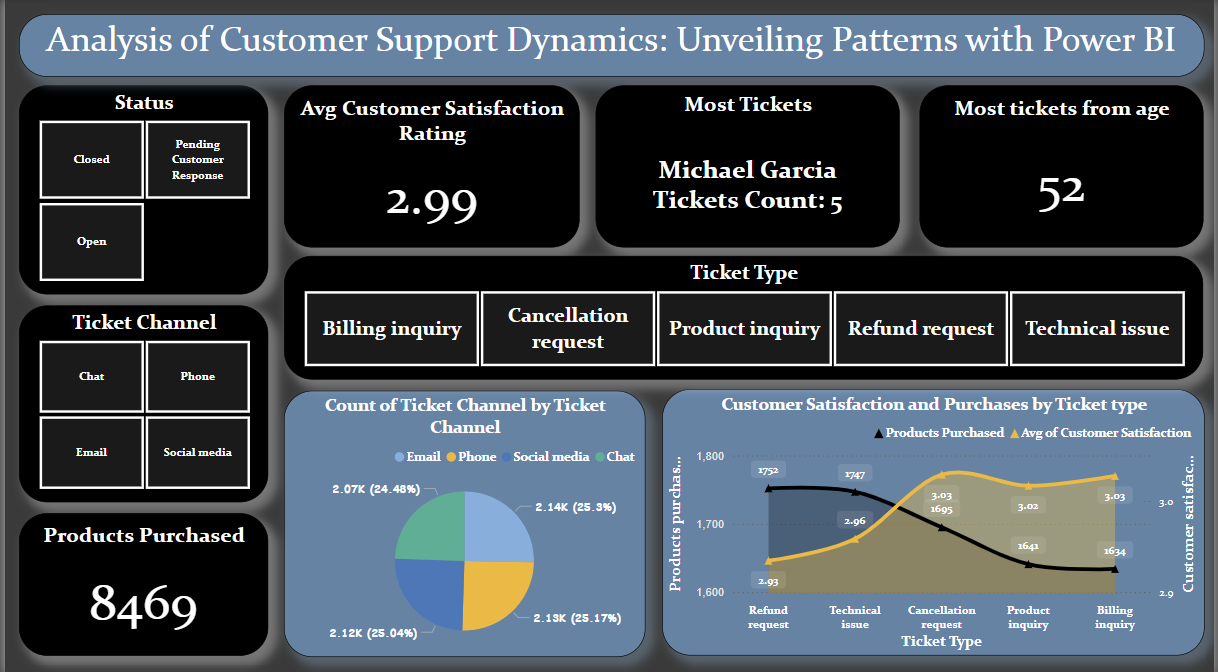 Analysis of Customer Support Dynamics: Unveiling Patterns with Power BI
Status
Closed
Pending
Customer
Response
Open
Avg Customer Satisfaction
Rating
2.99
Most Tickets
Michael Garcia
Tickets Count: 5
Most tickets from age
52
Ticket Type
Billing inquiry
Cancellation
request
Product inquiry
Refund request
Technical issue
Ticket Channel
Chat
Phone
Email
Social media
Products Purchased
8469
Count of Ticket Channel by Ticket
Channel
Email
Phone
Social media
Chat
2.07K (24.48%)
2.14K (25.3%)
2.12K (25.04%)
2.13K (25.17%)
Customer Satisfaction and Purchases by Ticket type
Products Purchased
Avg of Customer Satisfaction
Products purchas...
1,800
1,700
1,600
1752
1747
3.03
1695
3.02
3.03
2.96
1641
1634
2.93
3.0
2.9
Customer satisfac...
Refund
request
Technical
issue
Cancellation
request
Product
inquiry
Billing
inquiry
Ticket Type